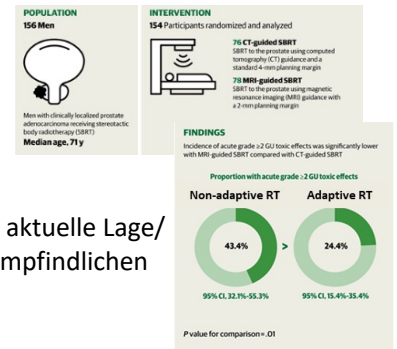 POPULATION
156 Men
Men with clinically localized prostate
adenocarcinoma receiving stereotactic
body radiotherapy (SBRT)
Median age, 71 y
INTERVENTION
154 Participants randomized and analyzed
76 CT-guided SBRT
SBRT to the prostate using computed
tomography (CT) guidance and a
standard 4-mm planning margin
78 MRI-guided SBRT
SBRT to the prostate using magnetic
resonance imaging (MRI) guidance with
a 2-mm planning margin
FINDINGS
Incidence of acute grade ≥2 GU toxic effects was significantly lower
with MRI-guided SBRT compared with CT-guided SBRT
Proportion with acute grade ≥2 GU toxic effects
Non-adaptive RT
Adaptive RT
43.4%
>
24.4%
95% CI, 32.1%-55.3%
95% CI, 15.4%-35.4%
P value for comparison=.01
aktuelle Lage/
mpfindlichen